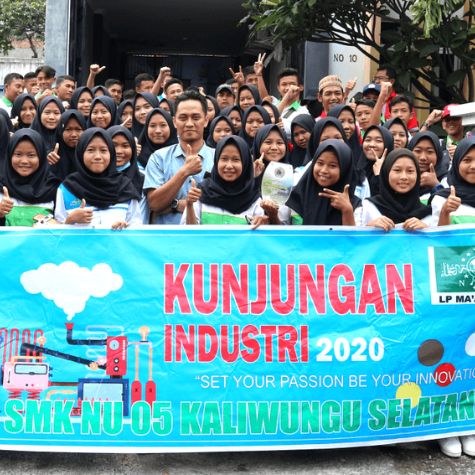 NO 10
KUNJUNGAN
INDUSTRI 2020
"SET YOUR PASSION BE YOUR INNOVATIO
SMK NU 05 KALIWUNGU SELATAN
LP MA'